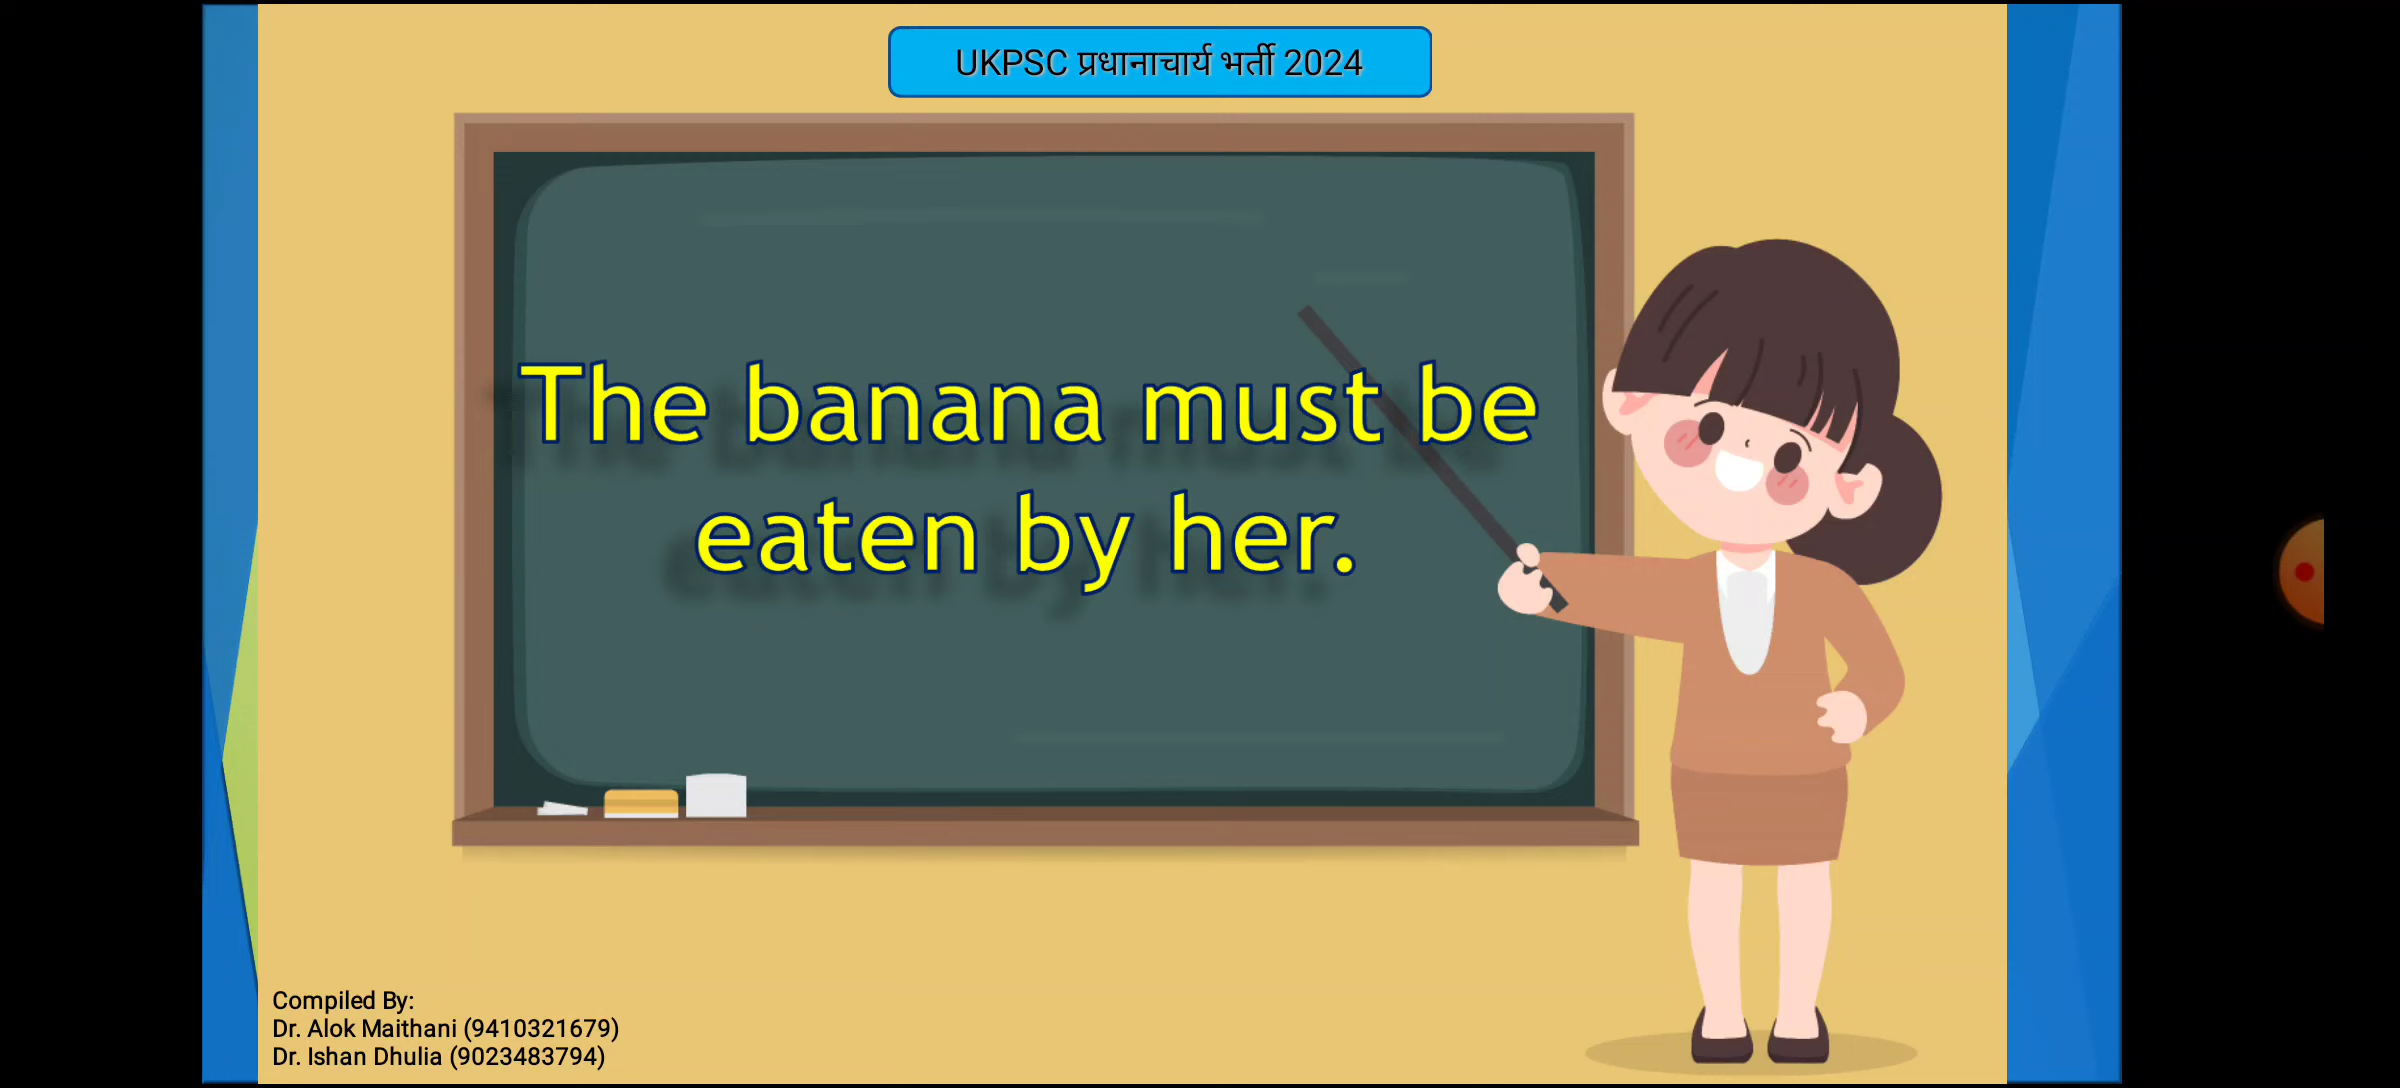 UKPSC प्रधानाचार्य भर्ती 2024
The banana must be
eaten by her.
Compiled By:
Dr. Alok Maithani (9410321679)
Dr. Ishan Dhulia (9023483794)